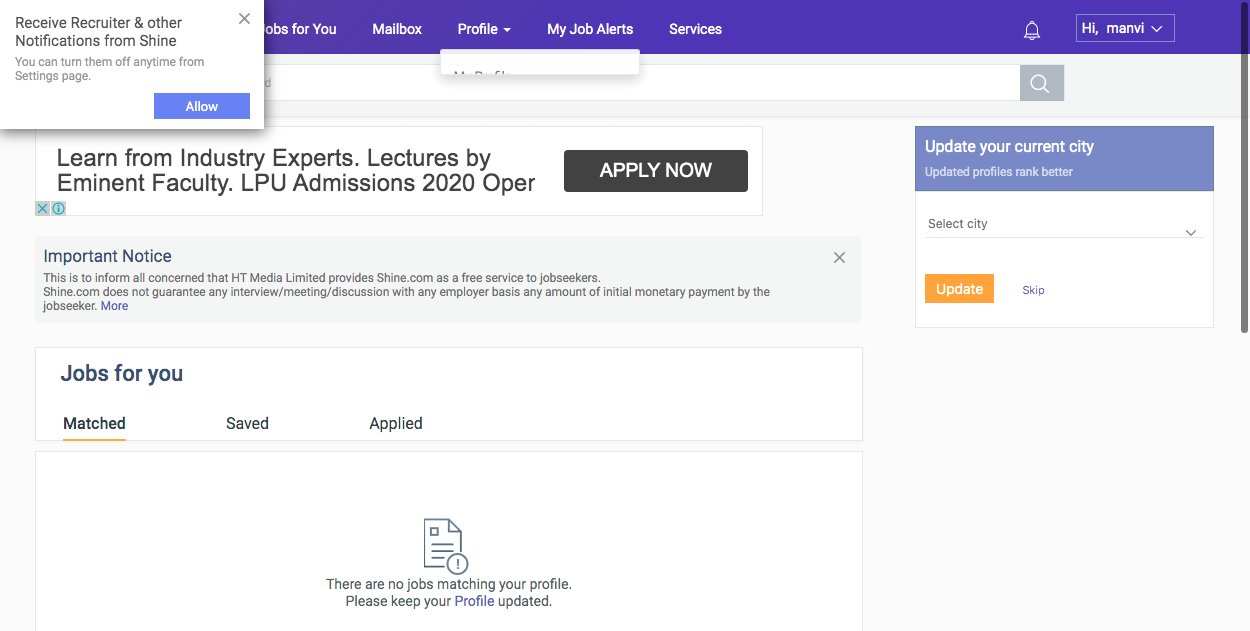 Receive Recruiter & other
Notifications from Shine
You can turn them off anytime from
Settings page.
Allow
Jobs for You
Mailbox
Profile
My Job Alerts
Services
Hi, manvi
Learn from Industry Experts. Lectures by
Eminent Faculty. LPU Admissions 2020 Oper
APPLY NOW
Update your current city
Updated profiles rank better
Select city
Update
Skip
Important Notice
This is to inform all concerned that HT Media Limited provides Shine.com as a free service to jobseekers.
Shine.com does not guarantee any interview/meeting/discussion with any employer basis any amount of initial monetary payment by the
jobseeker. More
Jobs for you
Matched
Saved
Applied
There are no jobs matching your profile.
Please keep your Profile updated.